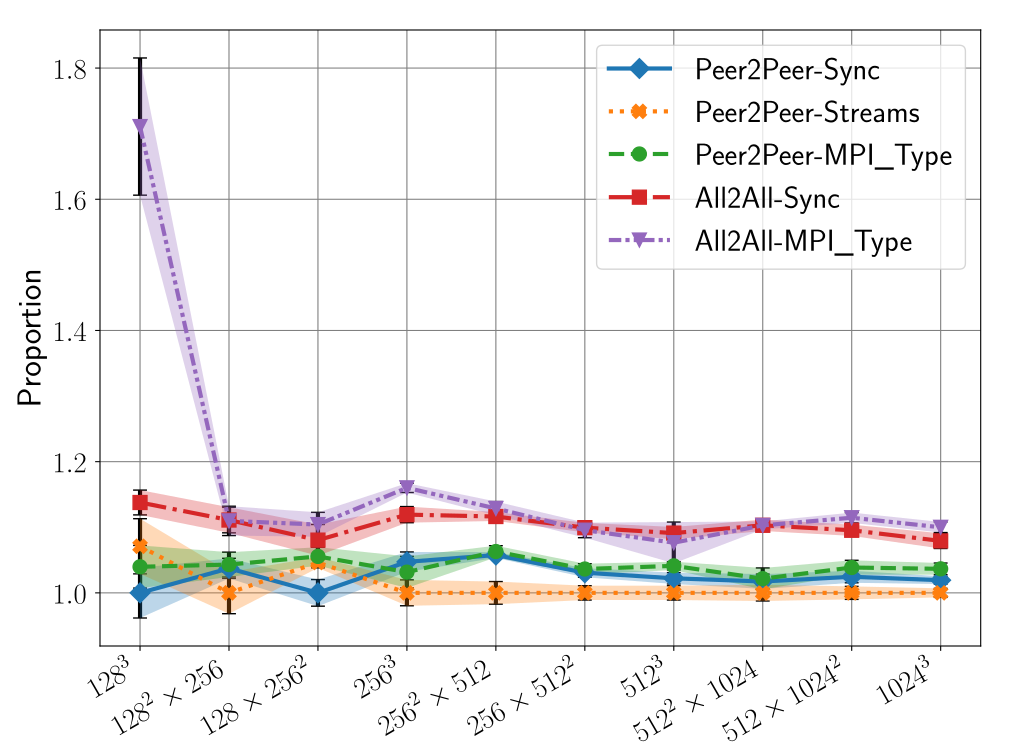 Proportion
1.8
1.6
1.4
1.2
1.0
Peer2Peer-Sync
Peer2Peer-Streams
Peer2Peer-MPI_Type
All2All-Sync
All2All-MPI_Type
128³
128² × 256
128 × 256²
256³
256² × 512
256 × 512²
512³
512² × 1024
512 × 1024²
1024³